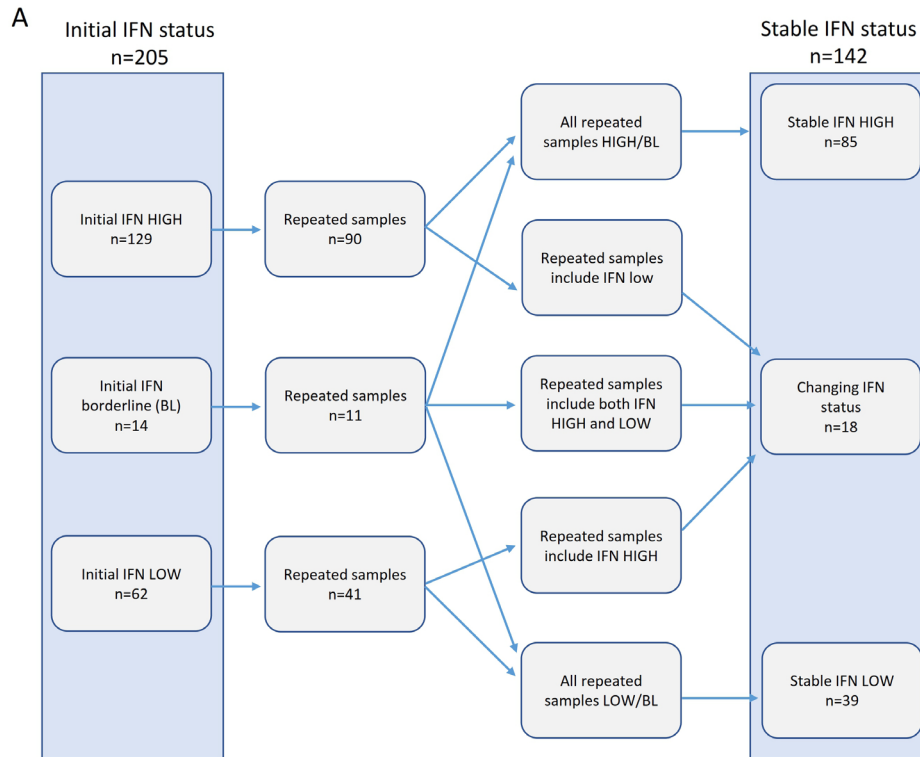 A
Initial IFN status
n=205
Stable IFN status
n=142
Initial IFN HIGH
n=129
Initial IFN
borderline (BL)
n=14
Initial IFN LOW
n=62
Repeated samples
n=90
Repeated samples
n=11
Repeated samples
n=41
All repeated
samples HIGH/BL
Repeated samples
include IFN low
Repeated samples
include both IFN
HIGH and LOW
Repeated samples
include IFN HIGH
All repeated
samples LOW/BL
Stable IFN HIGH
n=85
Changing IFN
status
n=18
Stable IFN LOW
n=39